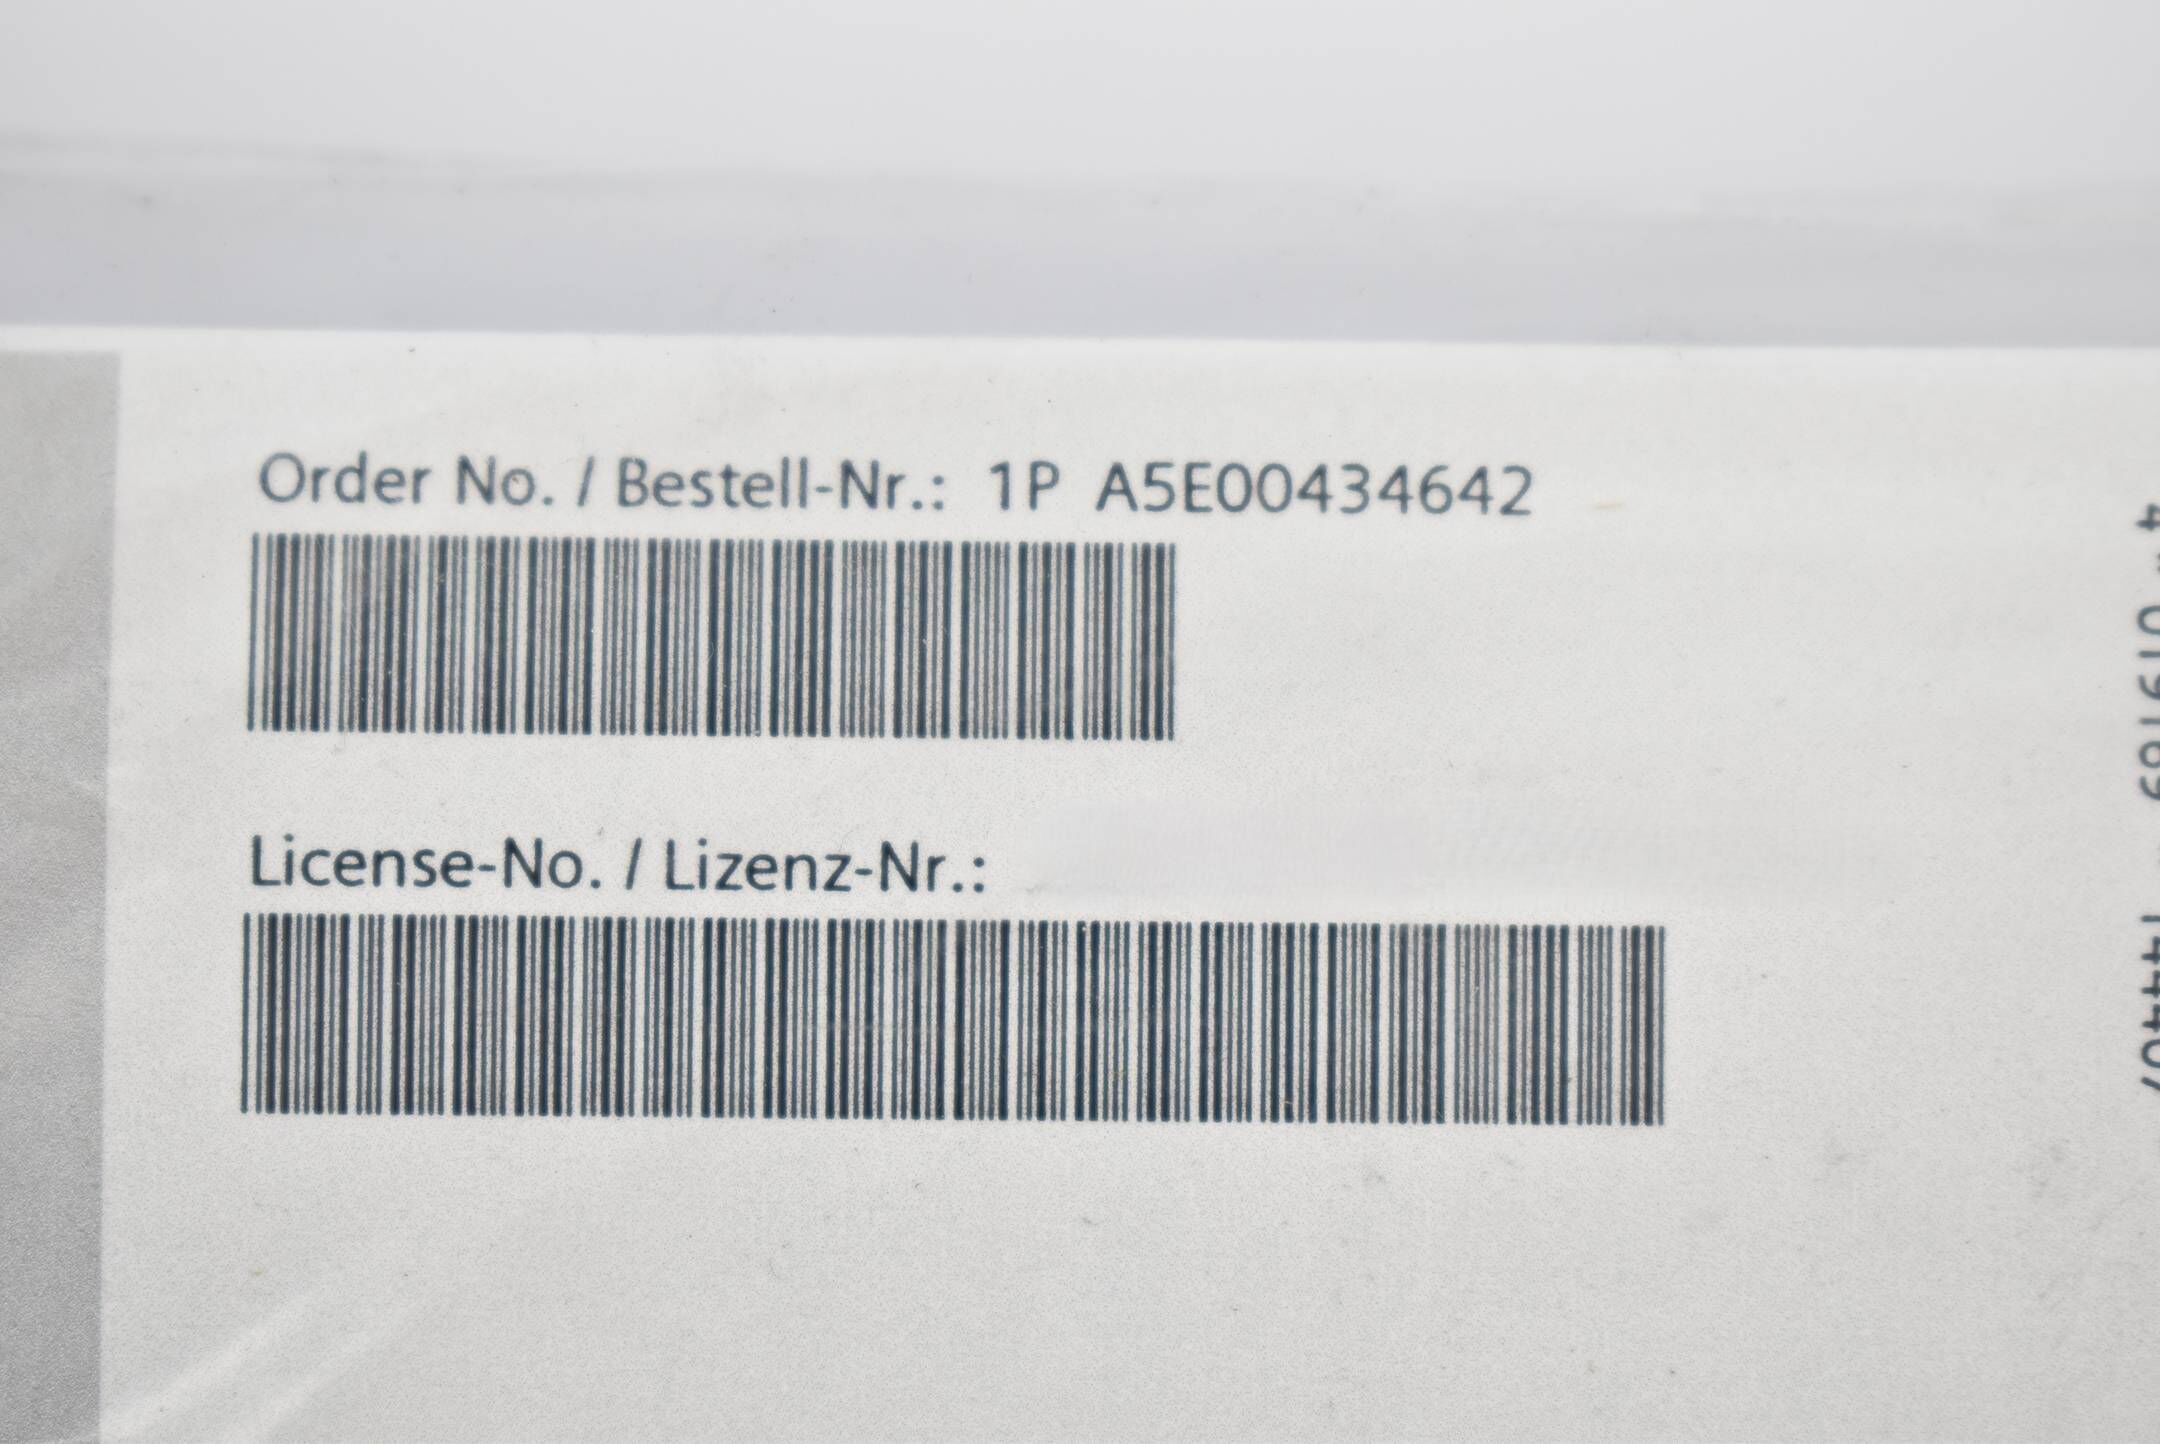 Order No. / Bestell-Nr.: 1P A5E00434642
License-No. / Lizenz-Nr.: